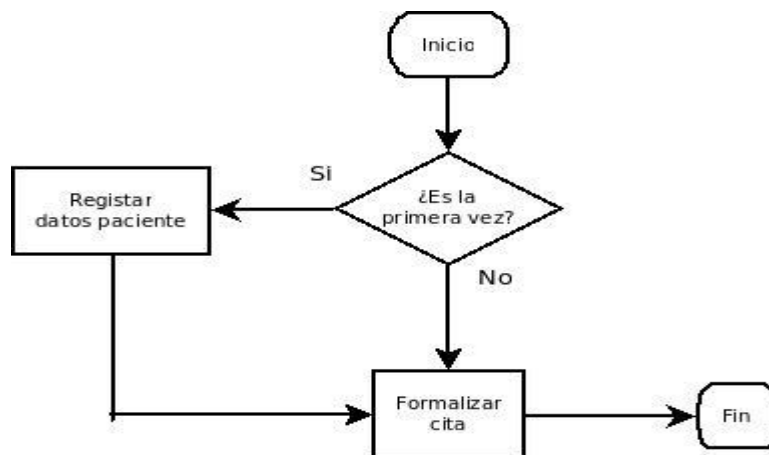 Inicio
Si
¿Es la
primera vez?
Registar
datos paciente
No
Formalizar
cita
Fin